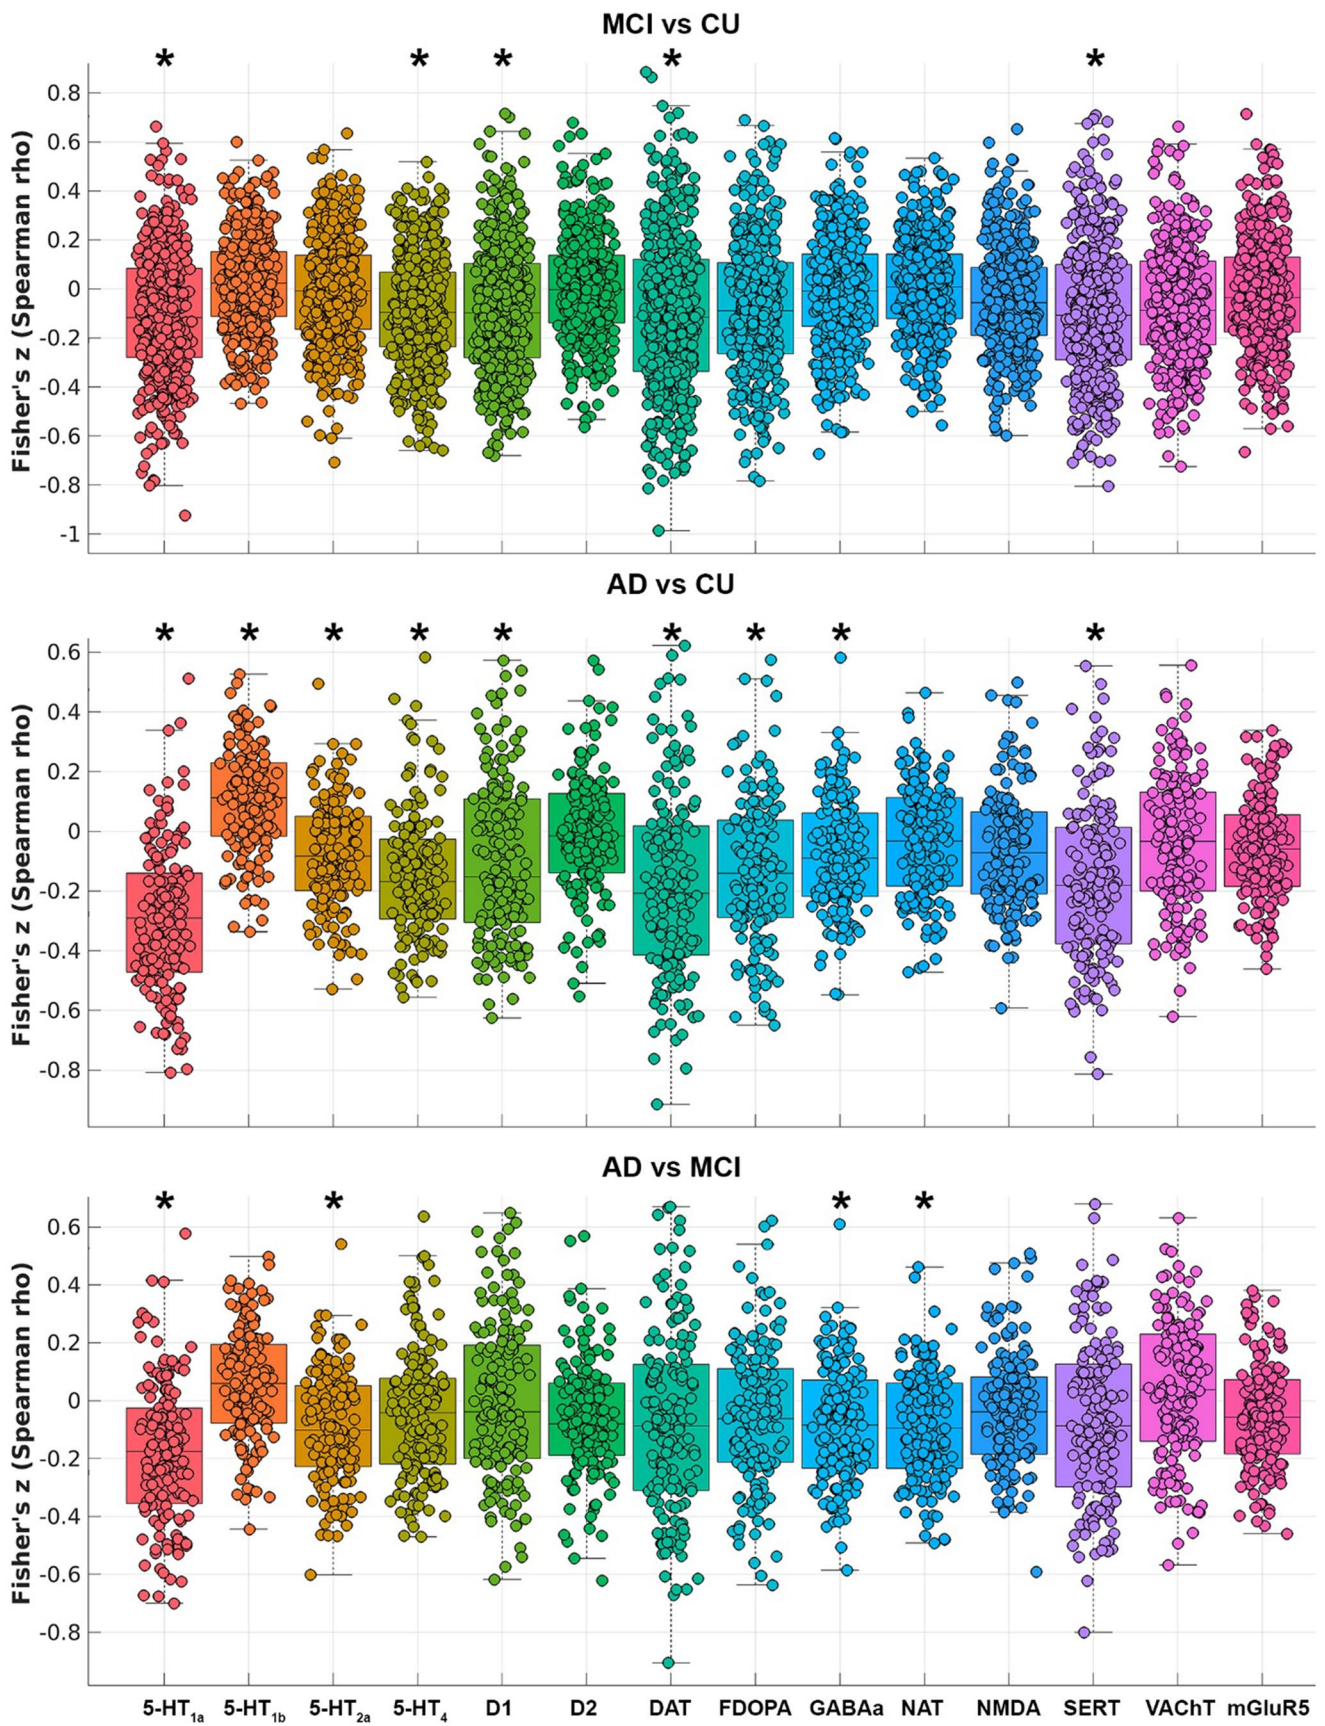 MCI vs CU
* * * * *
Fisher's z (Spearman rho)
0.8
0.6
0.4
0.2
0
-0.2
-0.4
-0.6
-0.8
-1
AD vs CU
* * * * * * * * *
Fisher's z (Spearman rho)
0.6
0.4
0.2
0
-0.2
-0.4
-0.6
-0.8
AD vs MCI
* * * *
Fisher's z (Spearman rho)
0.6
0.4
0.2
0
-0.2
-0.4
-0.6
-0.8
5-HT1a 5-HT1b 5-HT2a 5-HT4 D1 D2 DAT FDOPA GABAa NAT NMDA SERT VAChT mGluR5